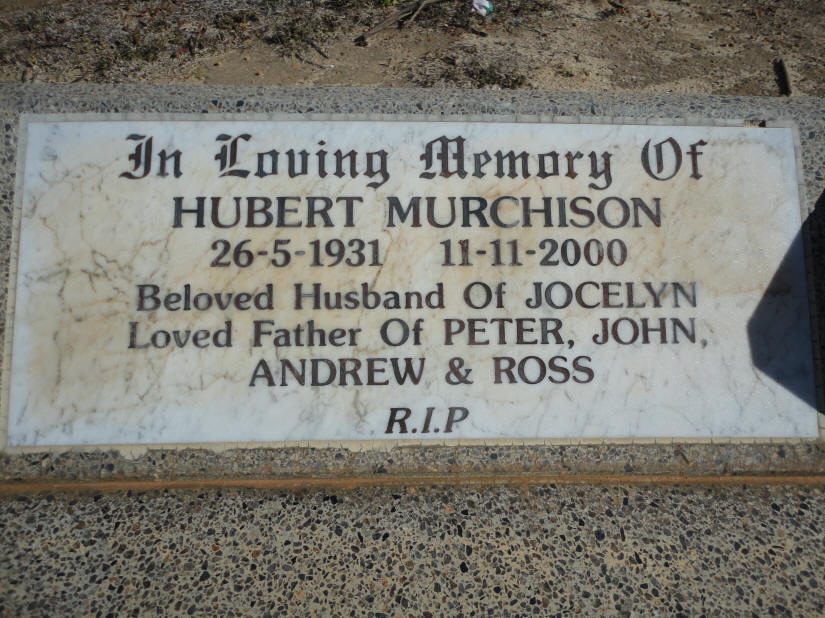 In Loving Memory Of
HUBERT MURCHISON
26-5-1931 11-11-2000
Beloved Husband Of JOCELYN
Loved Father Of PETER, JOHN,
ANDREW & ROSS
R.I.P